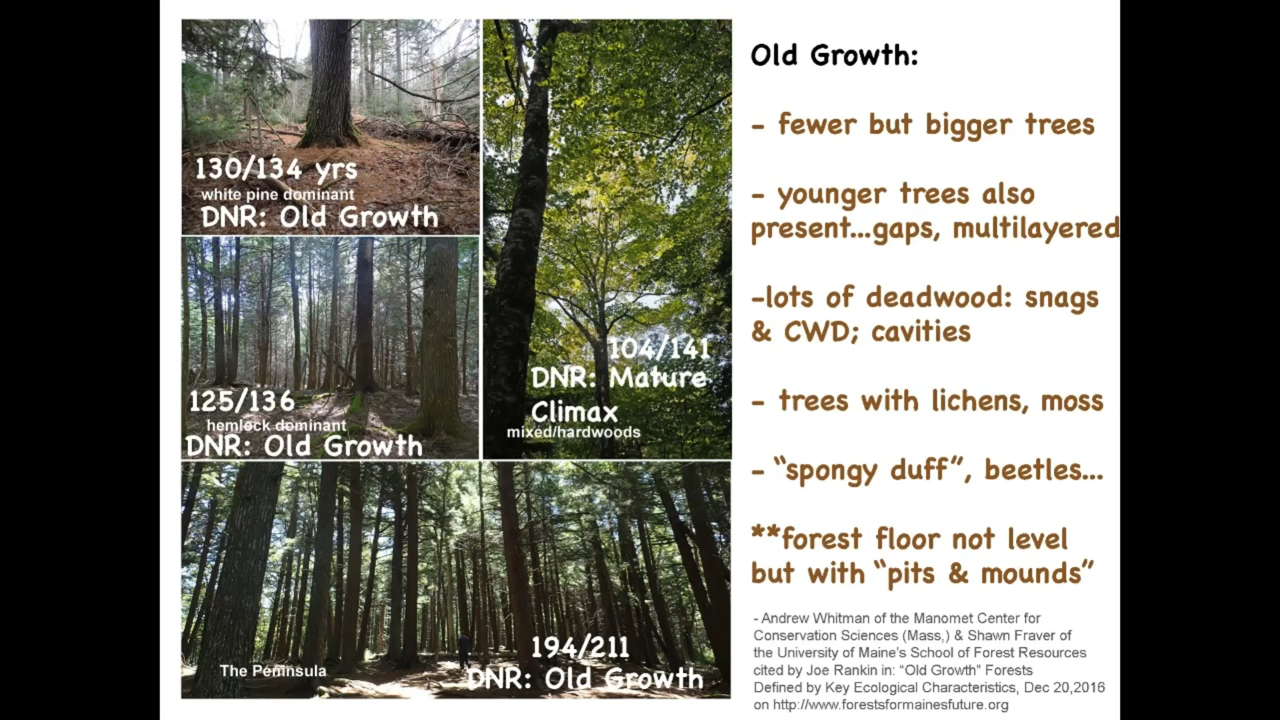 130/134 yrs
white pine dominant
DNR: Old Growth
125/136
hemlock dominant
DNR: Old Growth
104/141
DNR: Mature
Climax
mixed/hardwoods
The Peninsula
194/211
DNR: Old Growth
Old Growth:
- fewer but bigger trees
- younger trees also
present...gaps, multilayered
-lots of deadwood: snags
& CWD; cavities
- trees with lichens, moss
- “spongy duff”, beetles...
**forest floor not level
but with “pits & mounds”
- Andrew Whitman of the Manomet Center for
Conservation Sciences (Mass,) & Shawn Fraver of
the University of Maine's School of Forest Resources
cited by Joe Rankin in: “Old Growth” Forests
Defined by Key Ecological Characteristics, Dec 20,2016
on http://www.forestsformainesfuture.org